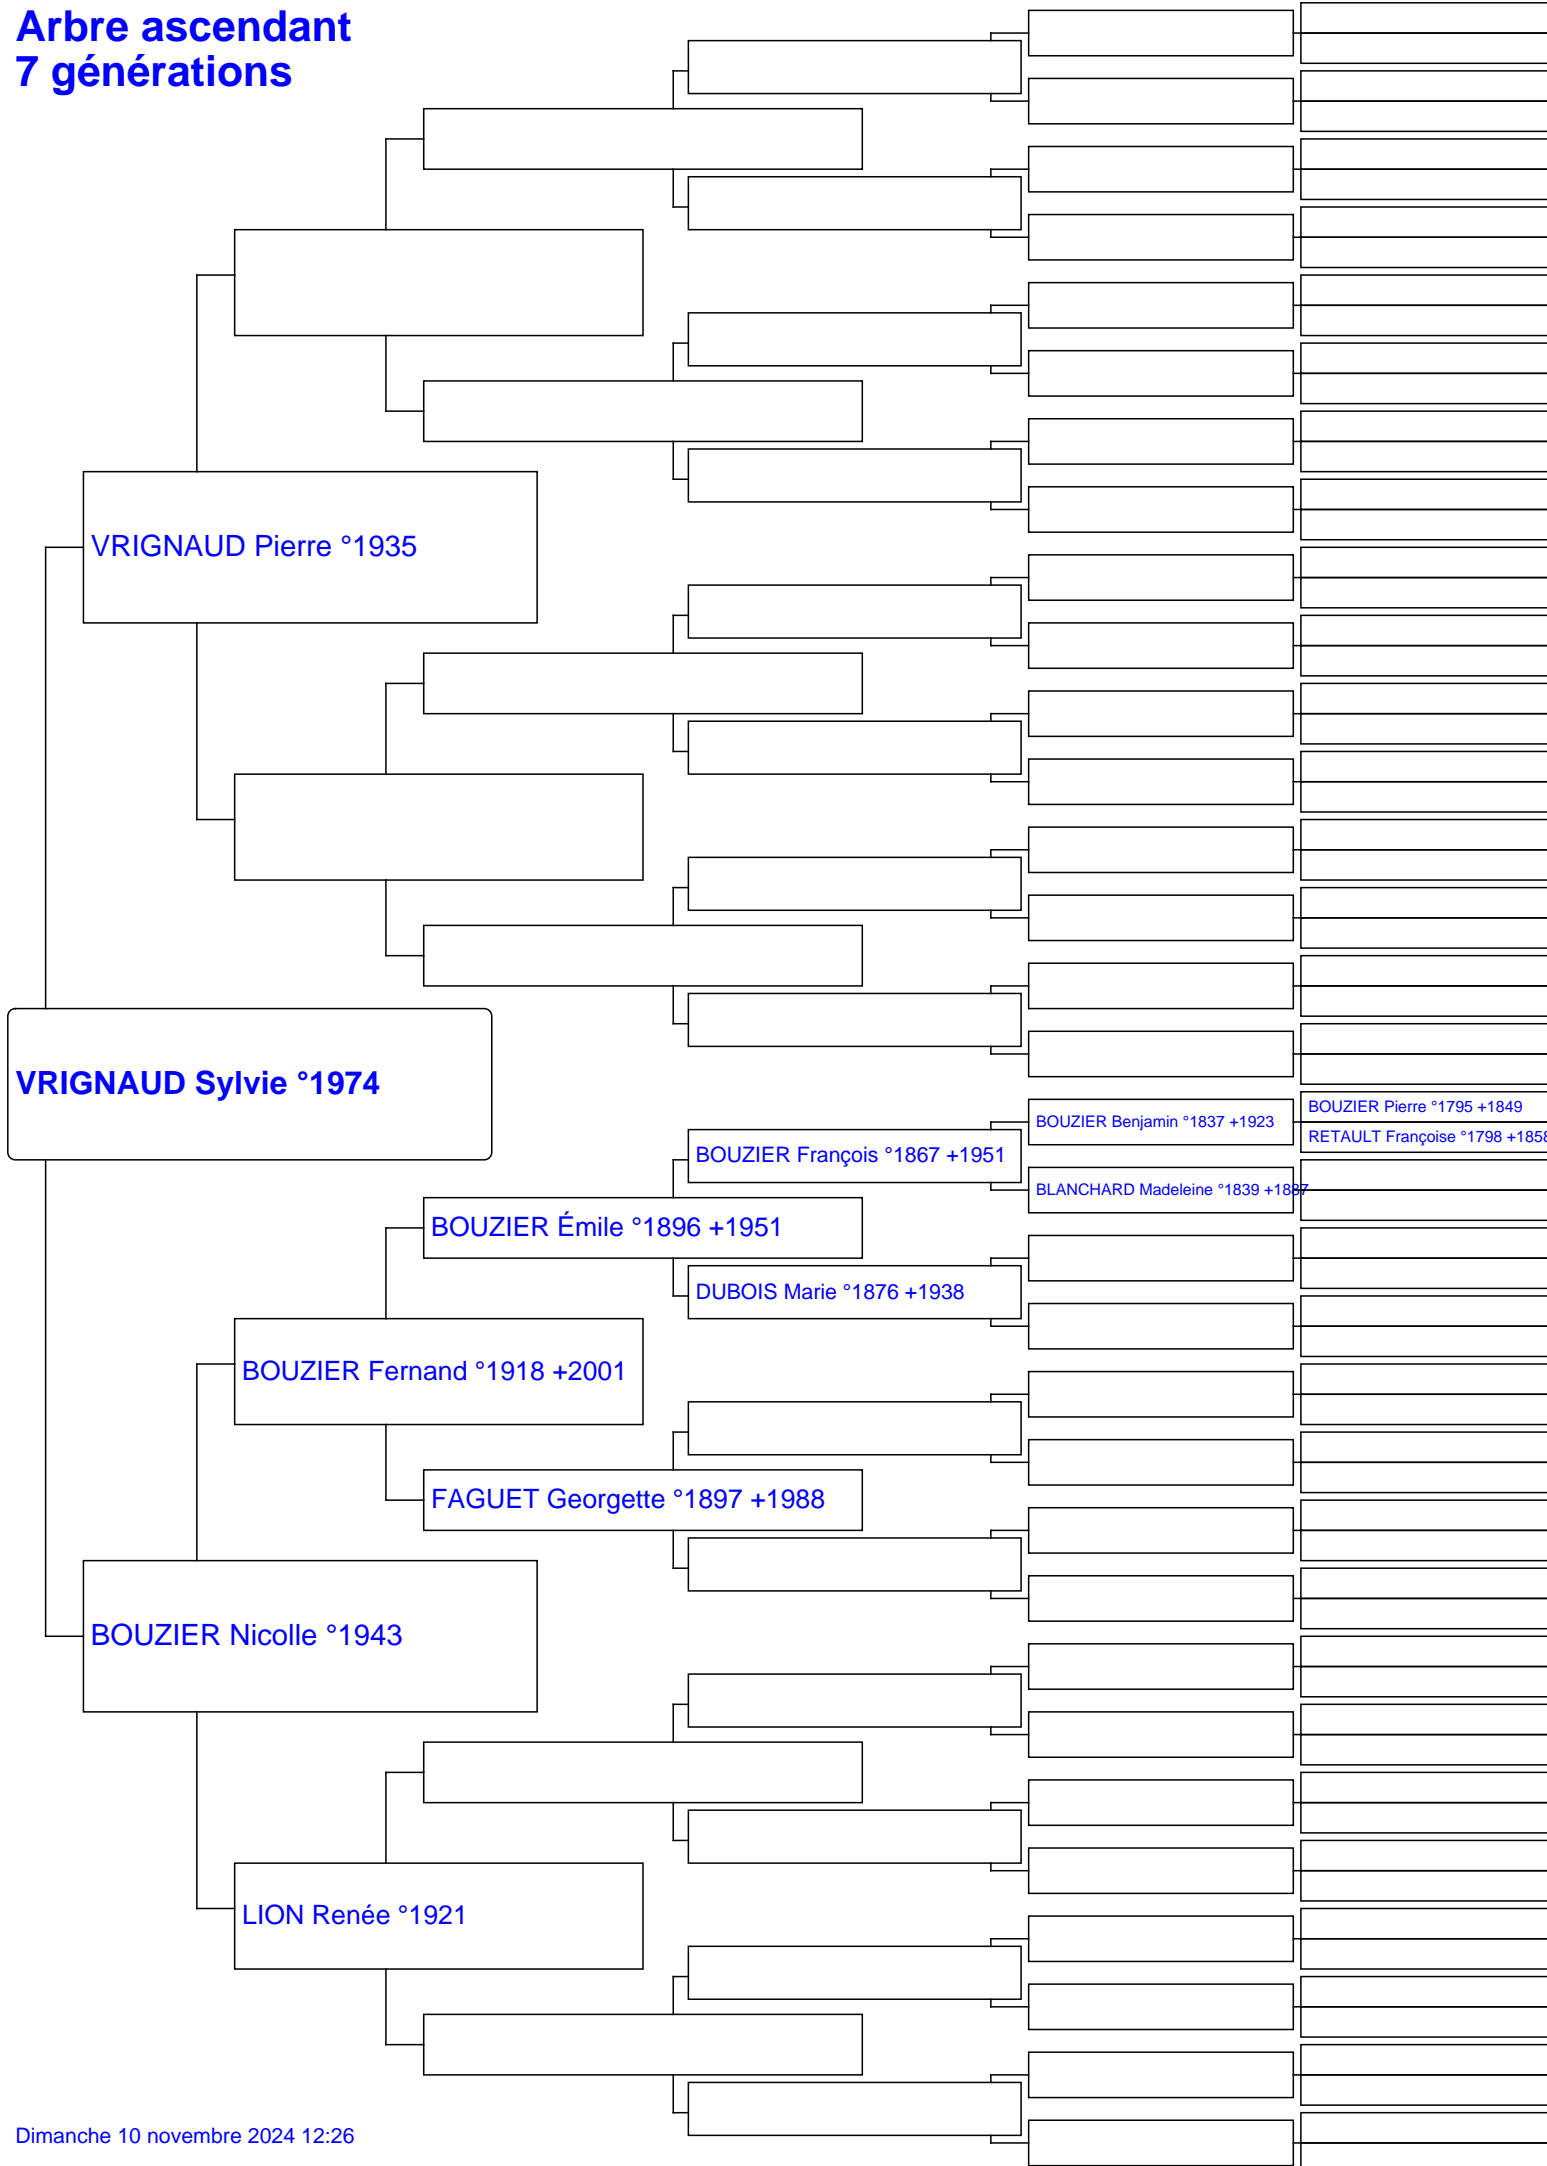 Arbre ascendant
7 générations
VRIGNAUD Pierre °1935
VRIGNAUD Sylvie °1974
BOUZIER Pierre °1795 +1849
BOUZIER Benjamin °1837 +1923
RETAULT Françoise °1798 +1858
BOUZIER François °1867 +1951
BLANCHARD Madeleine °1839 +1887
BOUZIER Émile °1896 +1951
DUBOIS Marie °1876 +1938
BOUZIER Fernand °1918 +2001
FAGUET Georgette °1897 +1988
BOUZIER Nicolle °1943
LION Renée °1921
Dimanche 10 novembre 2024 12:26